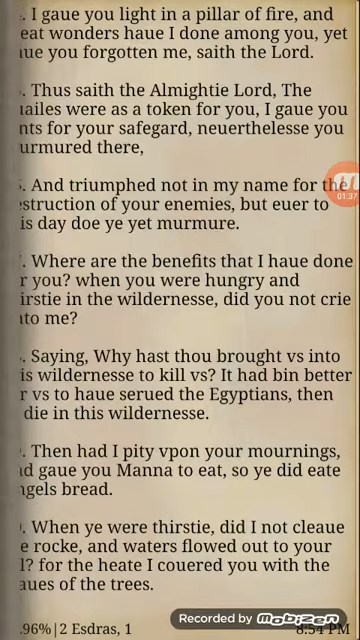 . I gaue you light in a pillar of fire, and
eat wonders haue I done among you, yet
ue you forgotten me, saith the Lord.
. Thus saith the Almightie Lord, The
uailes were as a token for you, I gaue you
nts for your safegard, neuerthelesse you
urmured there,
. And triumphed not in my name for the
struction of your enemies, but euer to
is day doe ye yet murmure.
. Where are the benefits that I haue done
r you? when you were hungry and
irstie in the wildernesse, did you not crie
to me?
. Saying, Why hast thou brought vs into
is wildernesse to kill vs? It had bin better
r vs to haue serued the Egyptians, then
die in this wildernesse.
. Then had I pity vpon your mournings,
d gaue you Manna to eat, so ye did eate
ngels bread.
. When ye were thirstie, did I not cleaue
e rocke, and waters flowed out to your
l? for the heate I couered you with the
aues of the trees.
.96%|2 Esdras, 1 8:54 PM
01:37
Recorded by Mobizen